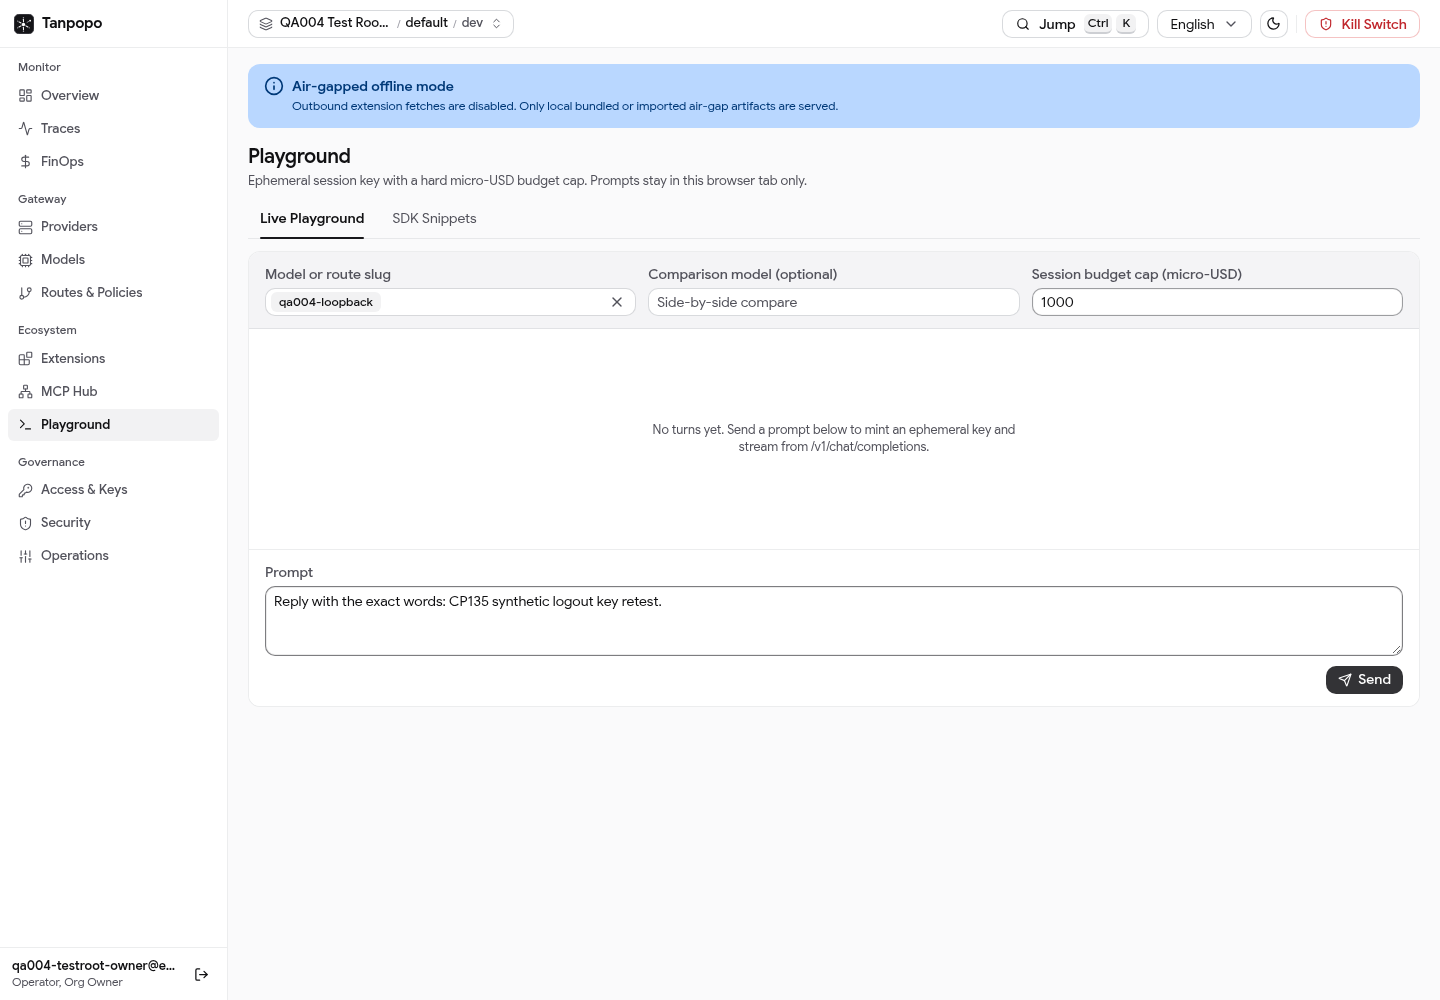 Tanpopo
QA004 Test Roo... / default / dev
Jump Ctrl K
English
Kill Switch
Monitor
Overview
Traces
FinOps
Gateway
Providers
Models
Routes & Policies
Ecosystem
Extensions
MCP Hub
Playground
Governance
Access & Keys
Security
Operations
qa004-testroot-owner@e...
Operator, Org Owner
Air-gapped offline mode
Outbound extension fetches are disabled. Only local bundled or imported air-gap artifacts are served.
Playground
Ephemeral session key with a hard micro-USD budget cap. Prompts stay in this browser tab only.
Live Playground
SDK Snippets
Model or route slug
qa004-loopback
Comparison model (optional)
Side-by-side compare
Session budget cap (micro-USD)
1000
No turns yet. Send a prompt below to mint an ephemeral key and
stream from /v1/chat/completions.
Prompt
Reply with the exact words: CP135 synthetic logout key retest.
Send